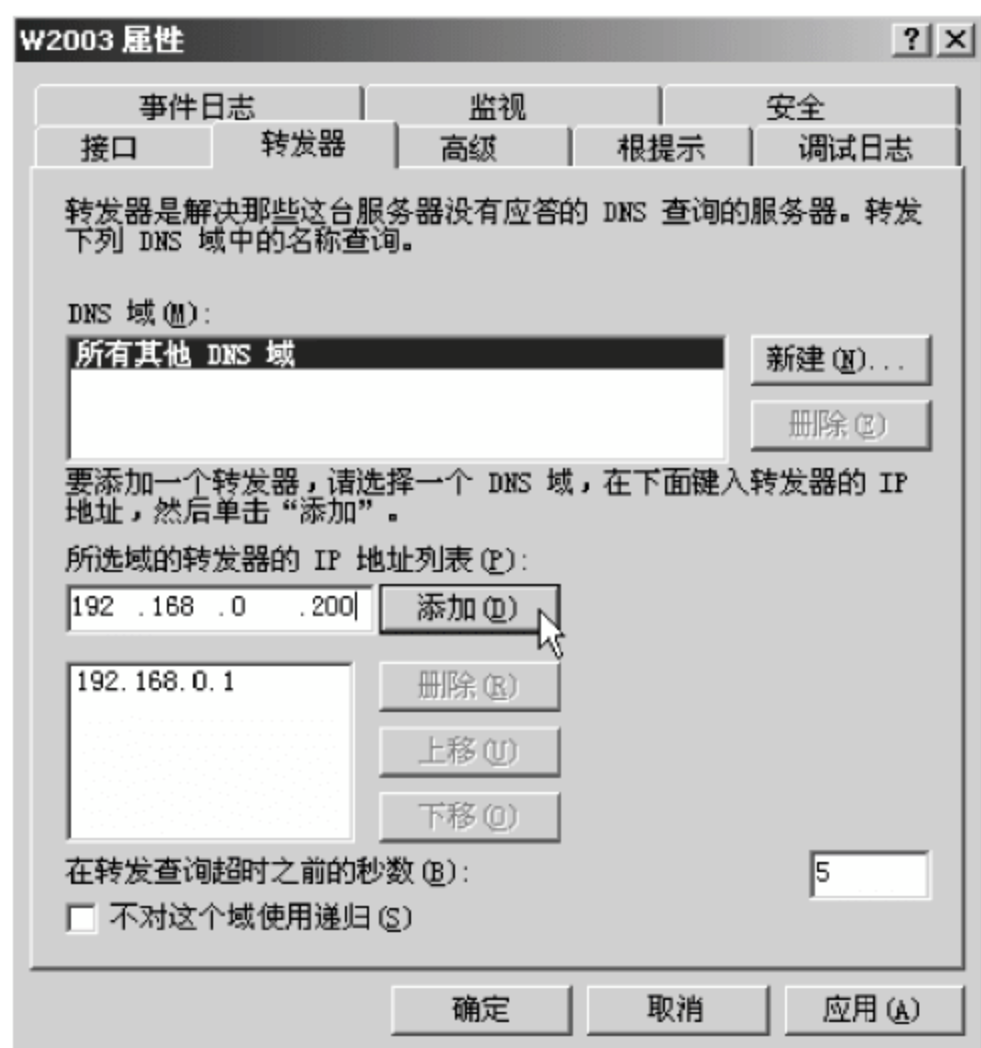 W2003 属性
事件日志 监视 安全
接口 转发器 高级 根提示 调试日志
转发器是解决那些这台服务器没有应答的 DNS 查询的服务器。转发
下列 DNS 域中的名称查询。
DNS 域(M):
所有其他 DNS 域
新建(N)...
删除(E)
要添加一个转发器，请选择一个 DNS 域，在下面键入转发器的 IP
地址，然后单击“添加”。
所选域的转发器的 IP 地址列表(P):
192 .168 .0 .200 添加(D)
192.168.0.1 删除(R)
上移(U)
下移(O)
在转发查询超时之前的秒数(B): 5
不对这个域使用递归(S)
确定 取消 应用(A)